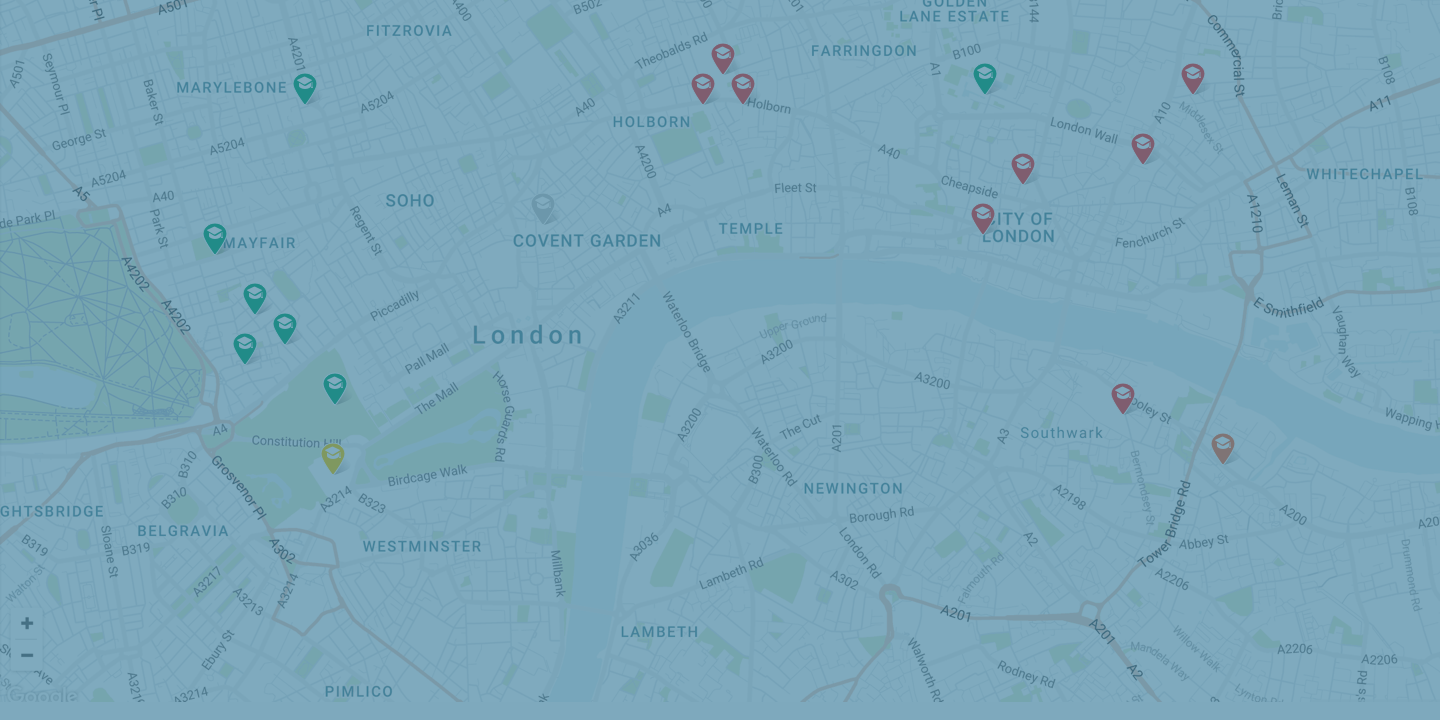 A501
FITZROVIA
A400
B502
A201
GOLDEN
LANE ESTATE
B144
Theobalds Rd
FARRINGDON
B100
A1
Commercial St
B108
A501
Seymour Pl
A4201
MARYLEBONE
Baker St
A5204
A40
Holborn
HOLBORN
A10
Middlesex St
A11
George St
A5204
A4200
A40
London Wall
WHITECHAPEL
A5204
A5
A40
SOHO
Fleet St
Cheapside
Leman St
B108
de Park Pl
Park St
Regent St
A4
TEMPLE
CITY OF
LONDON
A1210
MAYFAIR
COVENT GARDEN
Fenchurch St
A4202
A4202
Piccadilly
A3211
Waterloo Bridge
E Smithfield
Vaughan Way
London
Upper Ground
A3200
Pall Mall
The Mall
Horse Guards Rd
A3200
Tooley St
Wapping
A4
Constitution Hill
A3200
The Cut
A201
A3
Southwark
B310
Grosvenor Pl
Birdcage Walk
B300
Waterloo Rd
Bermondsey St
B310
A3214
B323
NEWINGTON
A2198
Tower Bridge Rd
GHTSBRIDGE
BELGRAVIA
Borough Rd
A200
B319
Sloane St
B319
A302
WESTMINSTER
A3036
London Rd
A2
Abbey St
Walton St
A3217
A3213
A3214
Millbank
Lambeth Rd
A302
Falmouth Rd
A2206
Drummond Rd
A201
A201
+
LAMBETH
Walworth Rd
Willow Walk
Mandela Way
A2206
A2206
−
Ebury St
Rodney Rd
A2
Google
A3214
PIMLICO
Lynton Rd